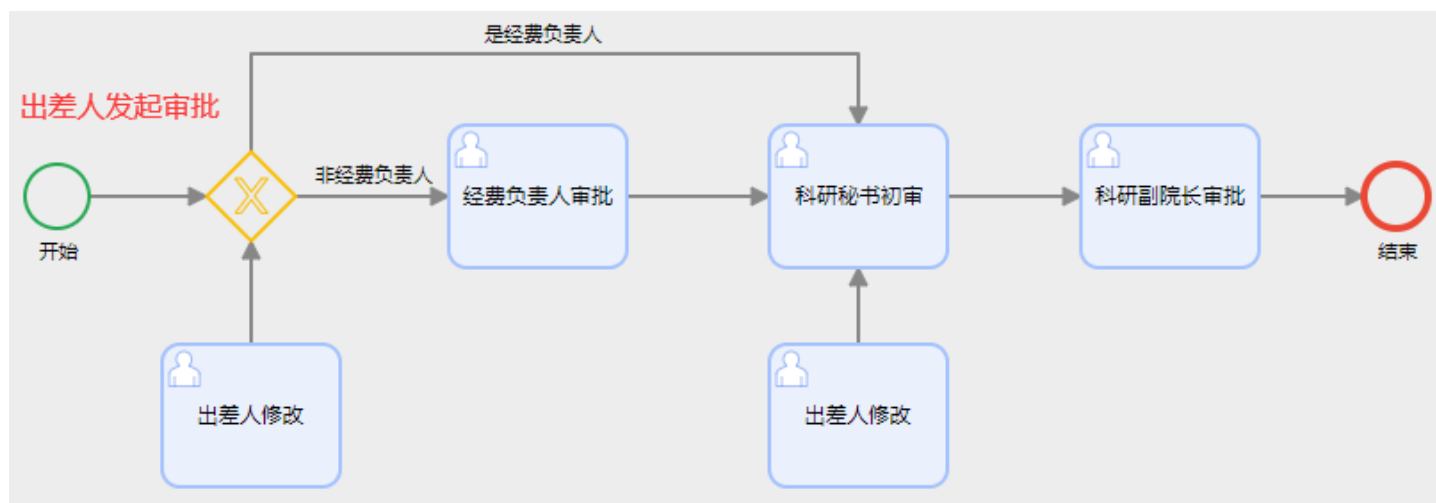 是经费负责人
出差人发起审批
非经费负责人
经费负责人审批
科研秘书初审
科研副院长审批
开始
结束
出差人修改
出差人修改